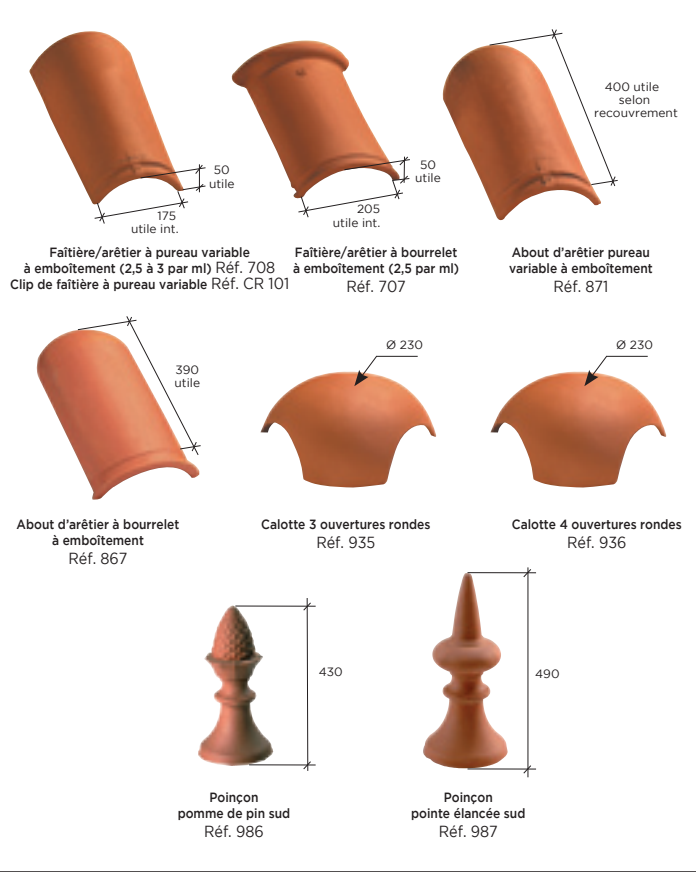 400 utile
selon
recouvrement
50
utile
175
utile int.
50
utile
205
utile int.
Faîtière/arêtier à pureau variable
à emboîtement (2,5 à 3 par ml) Réf. 708
Clip de faîtière à pureau variable Réf. CR 101
Faîtière/arêtier à bourrelet
à emboîtement (2,5 par ml)
Réf. 707
About d'arêtier pureau
variable à emboîtement
Réf. 871
390
utile
Ø 230
Ø 230
About d'arêtier à bourrelet
à emboîtement
Réf. 867
Calotte 3 ouvertures rondes
Réf. 935
Calotte 4 ouvertures rondes
Réf. 936
430
490
Poinçon
pomme de pin sud
Réf. 986
Poinçon
pointe élancée sud
Réf. 987